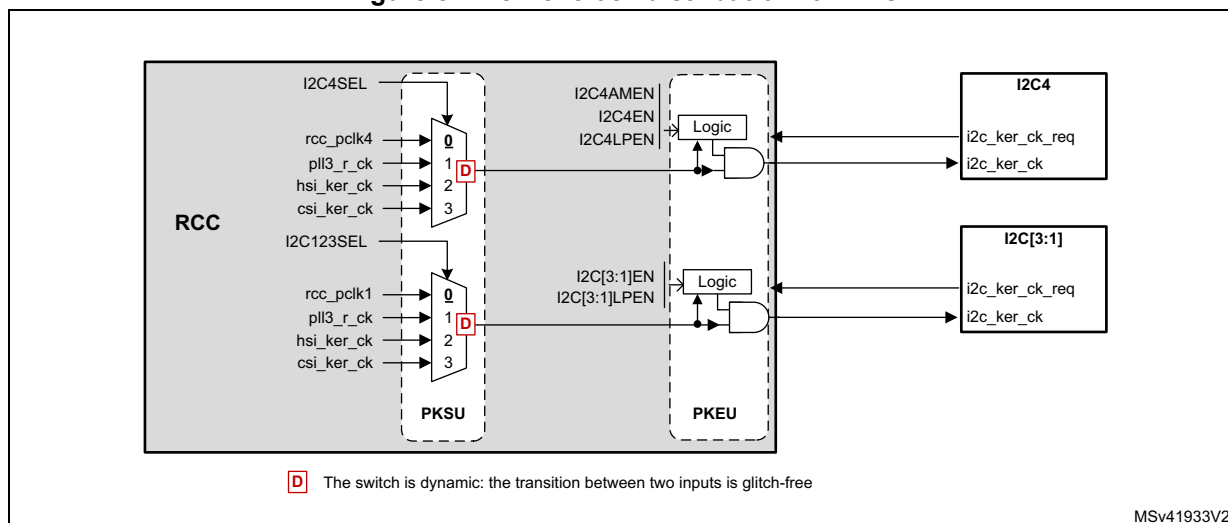 I2C4SEL
rcc_pclk4
pll3_r_ck
hsi_ker_ck
csi_ker_ck
0
1
2
3
D
I2C4AMEN
I2C4EN
I2C4LPEN
Logic
I2C4
i2c_ker_ck_req
i2c_ker_ck
RCC
I2C123SEL
rcc_pclk1
pll3_r_ck
hsi_ker_ck
csi_ker_ck
0
1
2
3
D
I2C[3:1]EN
I2C[3:1]LPEN
Logic
I2C[3:1]
i2c_ker_ck_req
i2c_ker_ck
PKSU
PKEU
D The switch is dynamic: the transition between two inputs is glitch-free
MSv41933V2